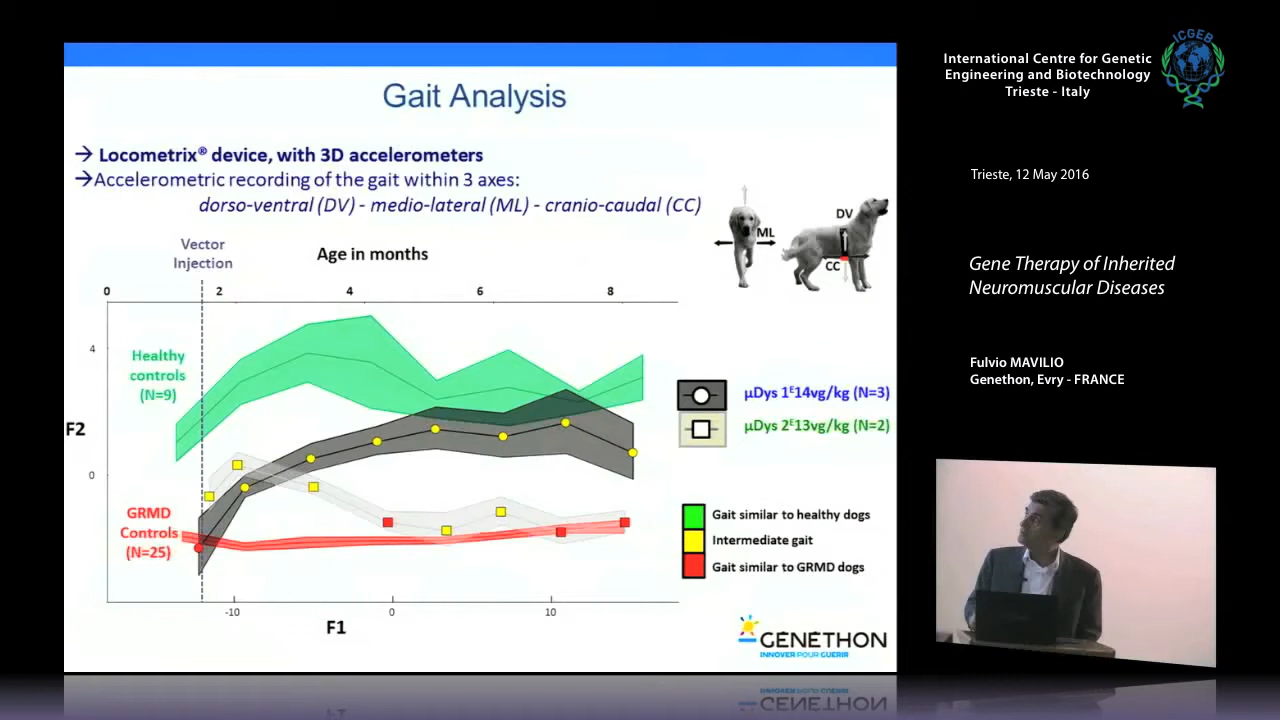 Gait Analysis
→ Locometrix® device, with 3D accelerometers
→Accelerometric recording of the gait within 3 axes:
dorso-ventral (DV) - medio-lateral (ML) - cranio-caudal (CC)
Vector
Injection
Age in months
0 2 4 6 8
DV
ML
CC
4
0
F2
Healthy
controls
(N=9)
GRMD
Controls
(N=25)
-10 0 10
F1
µDys 1ᴱ14vg/kg (N=3)
µDys 2ᴱ13vg/kg (N=2)
Gait similar to healthy dogs
Intermediate gait
Gait similar to GRMD dogs
GÉNÉTHON
INNOVER POUR GUÉRIR
ICGEB
International Centre for Genetic
Engineering and Biotechnology
Trieste - Italy
Trieste, 12 May 2016
Gene Therapy of Inherited
Neuromuscular Diseases
Fulvio MAVILIO
Genethon, Evry - FRANCE